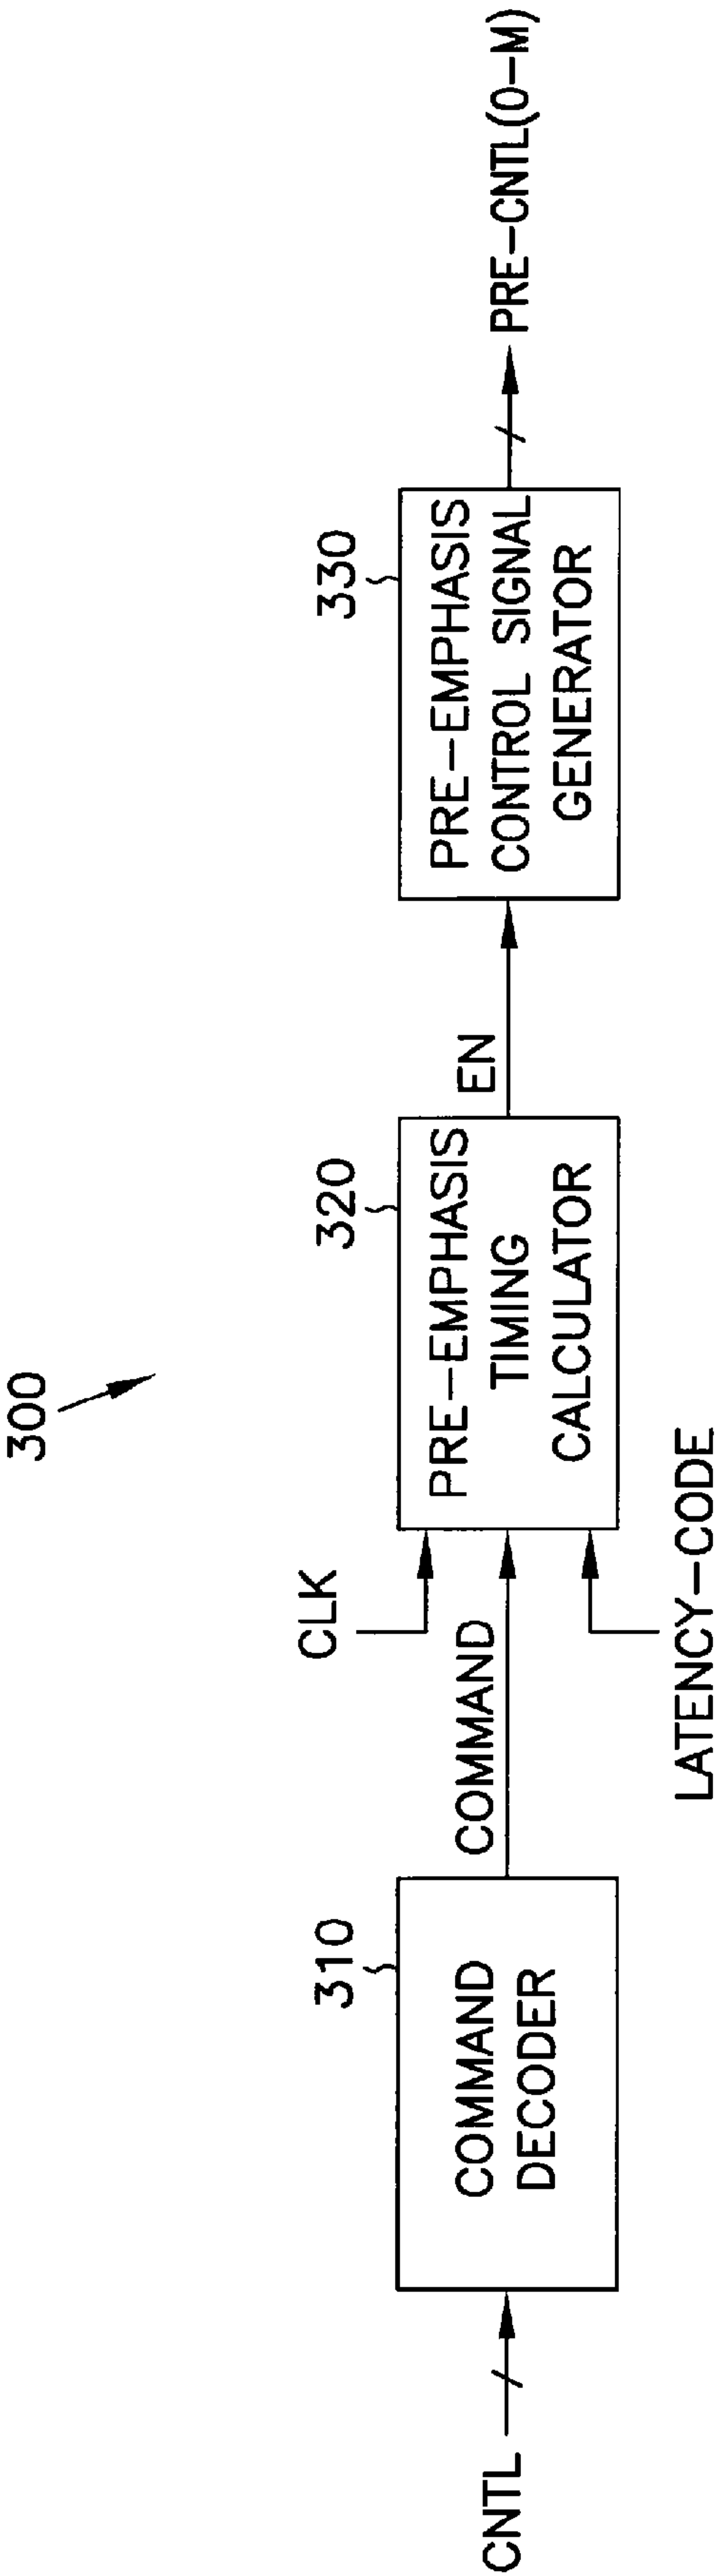 300
CNTL
310
COMMAND
DECODER
COMMAND
CLK
LATENCY-CODE
320
PRE-EMPHASIS
TIMING
CALCULATOR
EN
330
PRE-EMPHASIS
CONTROL SIGNAL
GENERATOR
PRE-CNTL(0-M)